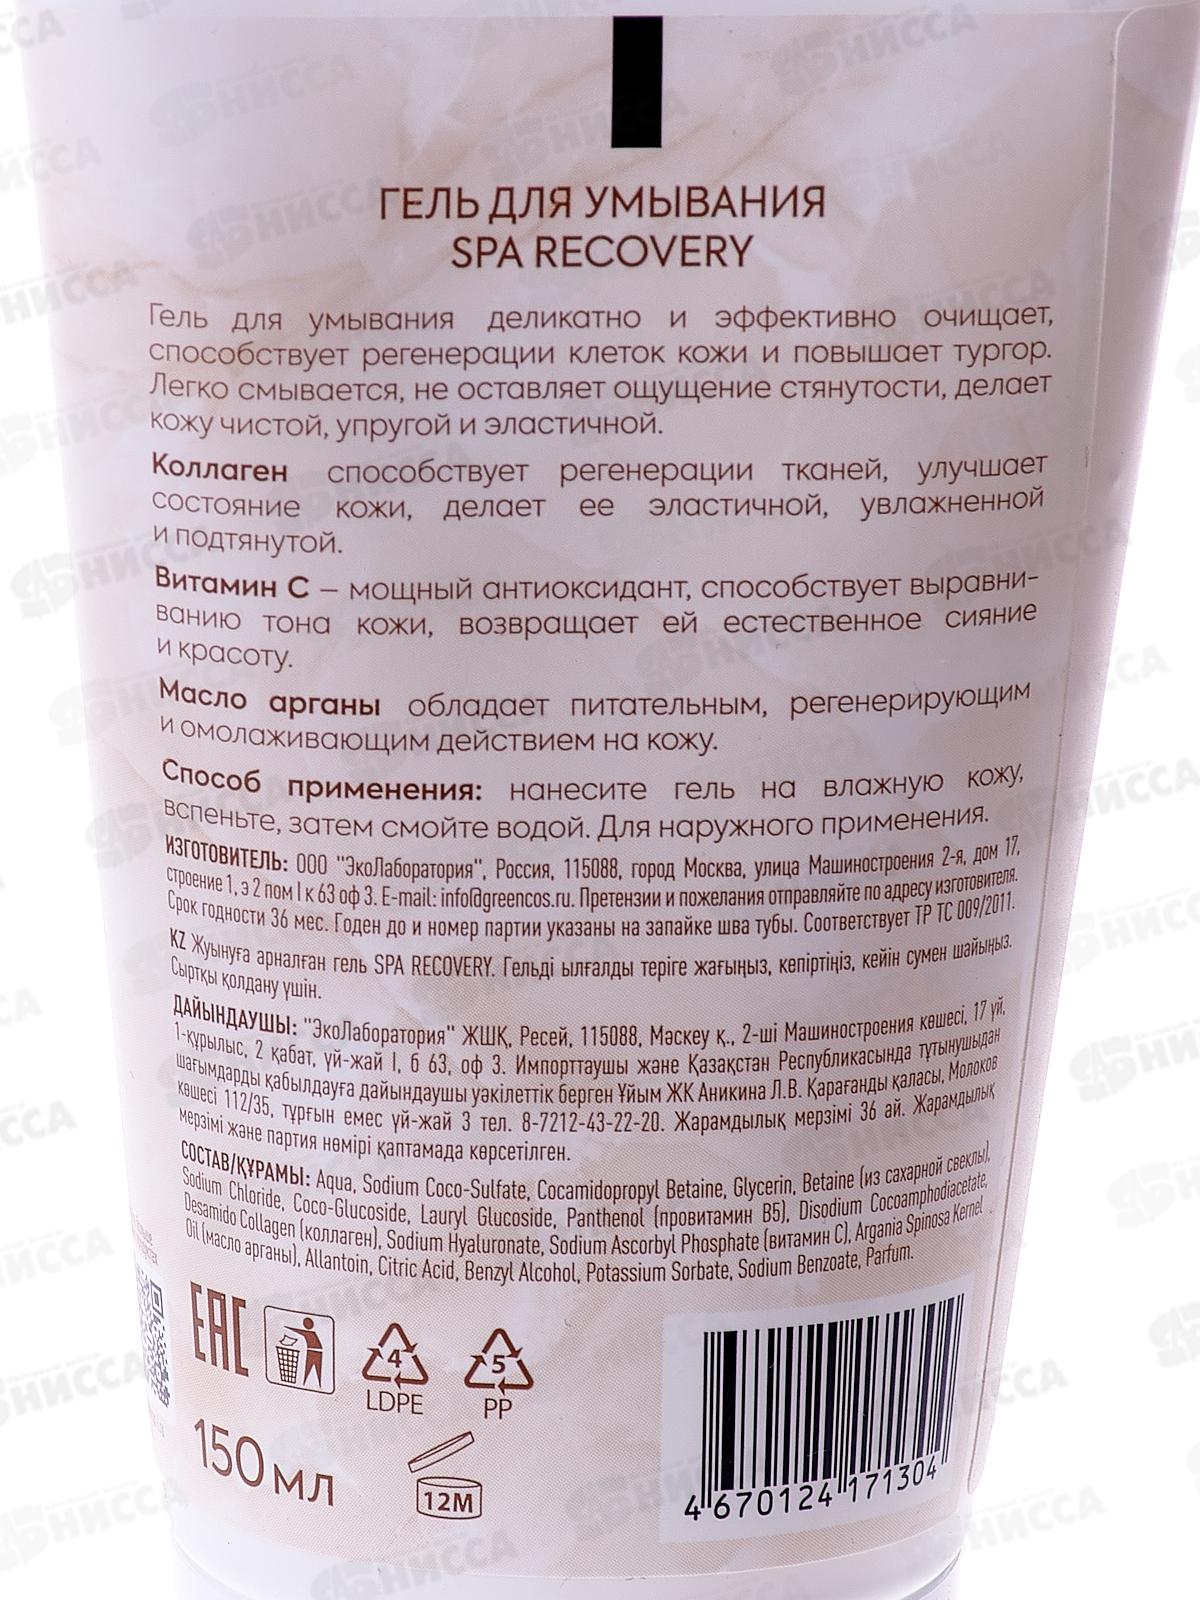 ГЕЛЬ ДЛЯ УМЫВАНИЯ
SPA RECOVERY
Гель для умывания деликатно и эффективно очищает,
способствует регенерации клеток кожи и повышает тургор.
Легко смывается, не оставляет ощущение стянутости, делает
кожу чистой, упругой и эластичной.
Коллаген способствует регенерации тканей, улучшает
состояние кожи, делает ее эластичной, увлажненной
и подтянутой.
Витамин С – мощный антиоксидант, способствует выравни-
ванию тона кожи, возвращает ей естественное сияние
и красоту.
Масло арганы обладает питательным, регенерирующим
и омолаживающим действием на кожу.
Способ применения: нанесите гель на влажную кожу,
вспеньте, затем смойте водой. Для наружного применения.
ИЗГОТОВИТЕЛЬ: ООО "ЭкоЛаборатория", Россия, 115088, город Москва, улица Машиностроения 2-я, дом 17,
строение 1, э 2 пом I к 63 оф 3. E-mail: info@greencos.ru. Претензии и пожелания отправляйте по адресу изготовителя.
Срок годности 36 мес. Годен до и номер партии указаны на запайке шва тубы. Соответствует ТР ТС 009/2011.
KZ Жуынуға арналған гель SPA RECOVERY. Гельді ылғалды теріге жағыңыз, көпіртіңіз, кейін сумен шайыңыз.
Сыртқы қолдану үшін.
ДАЙЫНДАУШЫ: "ЭкоЛаборатория" ЖШҚ, Ресей, 115088, Мәскеу қ., 2-ші Машиностроения көшесі, 17 үй,
1-құрылыс, 2 қабат, үй-жай I, б 63, оф 3. Импорттаушы және Қазақстан Республикасында тұтынушыдан
шағымдарды қабылдауға дайындаушы уәкілеттік берген Ұйым ЖК Аникина Л.В. Қарағанды қаласы, Молоков
көшесі 112/35, тұрғын емес үй-жай 3 тел. 8-7212-43-22-20. Жарамдылық мерзімі 36 ай. Жарамдылық
мерзімі және партия нөмірі қаптамада көрсетілген.
СОСТАВ/ҚҰРАМЫ: Aqua, Sodium Coco-Sulfate, Cocamidopropyl Betaine, Glycerin, Betaine (из сахарной свеклы),
Sodium Chloride, Coco-Glucoside, Lauryl Glucoside, Panthenol (провитамин B5), Disodium Cocoamphodiacetate,
Desamido Collagen (коллаген), Sodium Hyaluronate, Sodium Ascorbyl Phosphate (витамин С), Argania Spinosa Kernel
Oil (масло арганы), Allantoin, Citric Acid, Benzyl Alcohol, Potassium Sorbate, Sodium Benzoate, Parfum.
EAC
4
LDPE
5
PP
150 мл
12M
4 670124 171304
НИССА